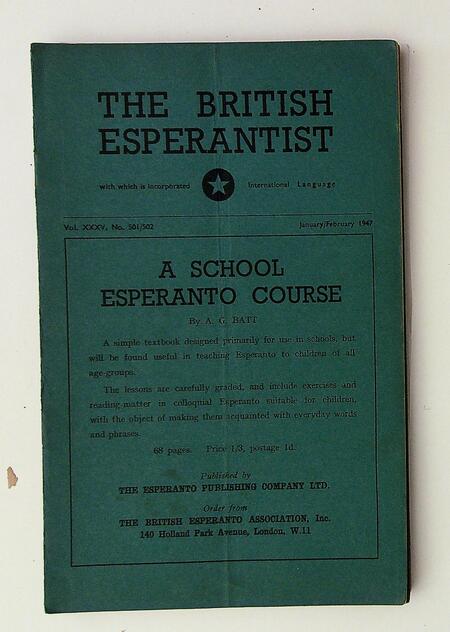 THE BRITISH
ESPERANTIST
with which is incorporated International Language
Vol. XXXV, No. 501/502 January/February 1947
A SCHOOL
ESPERANTO COURSE
By A. G. BATT
A simple textbook designed primarily for use in schools, but
will be found useful in teaching Esperanto to children of all
age-groups.
The lessons are carefully graded, and include exercises and
reading-matter in colloquial Esperanto suitable for children,
with the object of making them acquainted with everyday words
and phrases.
68 pages. Price 1/3, postage 1d.
Published by
THE ESPERANTO PUBLISHING COMPANY LTD.
Order from
THE BRITISH ESPERANTO ASSOCIATION, Inc.
140 Holland Park Avenue, London, W.11